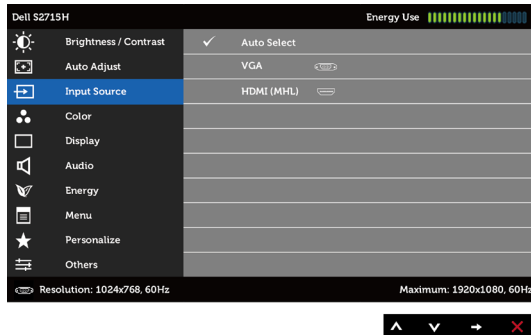 Dell S2715H Energy Use
Brightness / Contrast Auto Select
Auto Adjust VGA
Input Source HDMI (MHL)
Color
Display
Audio
Energy
Menu
Personalize
Others
Resolution: 1024x768, 60Hz Maximum: 1920x1080, 60Hz